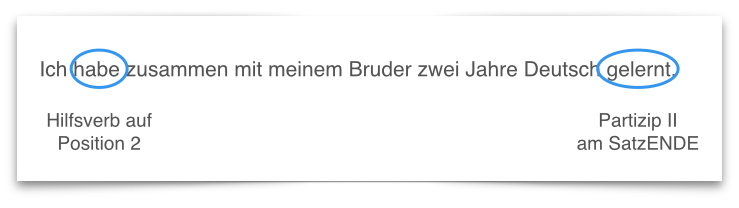 Ich habe zusammen mit meinem Bruder zwei Jahre Deutsch gelernt.
Hilfsverb auf
Position 2
Partizip II
am SatzENDE